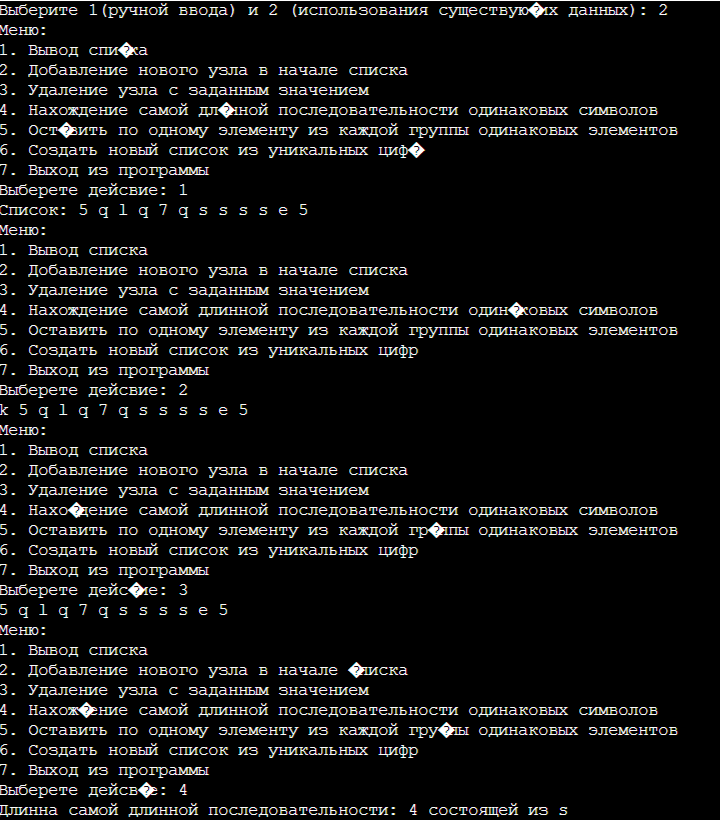 Выберите 1(ручной ввода) и 2 (использования существую�их данных): 2
Меню:
1. Вывод спи�ка
2. Добавление нового узла в начале списка
3. Удаление узла с заданным значением
4. Нахождение самой дл�нной последовательности одинаковых символов
5. Ост�вить по одному элементу из каждой группы одинаковых элементов
6. Создать новый список из уникальных циф�
7. Выход из программы
Выберете дейсвие: 1
Список: 5 q l q 7 q s s s s e 5
Меню:
1. Вывод списка
2. Добавление нового узла в начале списка
3. Удаление узла с заданным значением
4. Нахождение самой длинной последовательности один�ковых символов
5. Оставить по одному элементу из каждой группы одинаковых элементов
6. Создать новый список из уникальных цифр
7. Выход из программы
Выберете дейсвие: 2
k 5 q l q 7 q s s s s e 5
Меню:
1. Вывод списка
2. Добавление нового узла в начале списка
3. Удаление узла с заданным значением
4. Нахо�дение самой длинной последовательности одинаковых символов
5. Оставить по одному элементу из каждой гр�ппы одинаковых элементов
6. Создать новый список из уникальных цифр
7. Выход из программы
Выберете дейс�ие: 3
5 q l q 7 q s s s s e 5
Меню:
1. Вывод списка
2. Добавление нового узла в начале �писка
3. Удаление узла с заданным значением
4. Нахож�ение самой длинной последовательности одинаковых символов
5. Оставить по одному элементу из каждой гру�пы одинаковых элементов
6. Создать новый список из уникальных цифр
7. Выход из программы
Выберете дейсв�е: 4
Длинна самой длинной последовательности: 4 состоящей из s